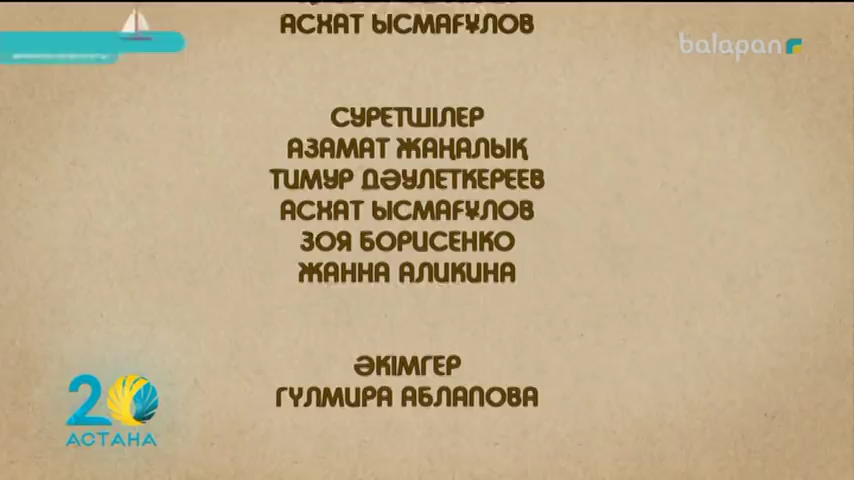 АСХАТ ЫСМАҒҰЛОВ
balapan
СУРЕТШІЛЕР
АЗАМАТ ЖАҢАЛЫҚ
ТИМУР ДӘУЛЕТКЕРЕЕВ
АСХАТ ЫСМАҒҰЛОВ
ЗОЯ БОРИСЕНКО
ЖАННА АЛИКИНА
ӘКІМГЕР
ГҮЛМИРА АБЛАПОВА
20
АСТАНА